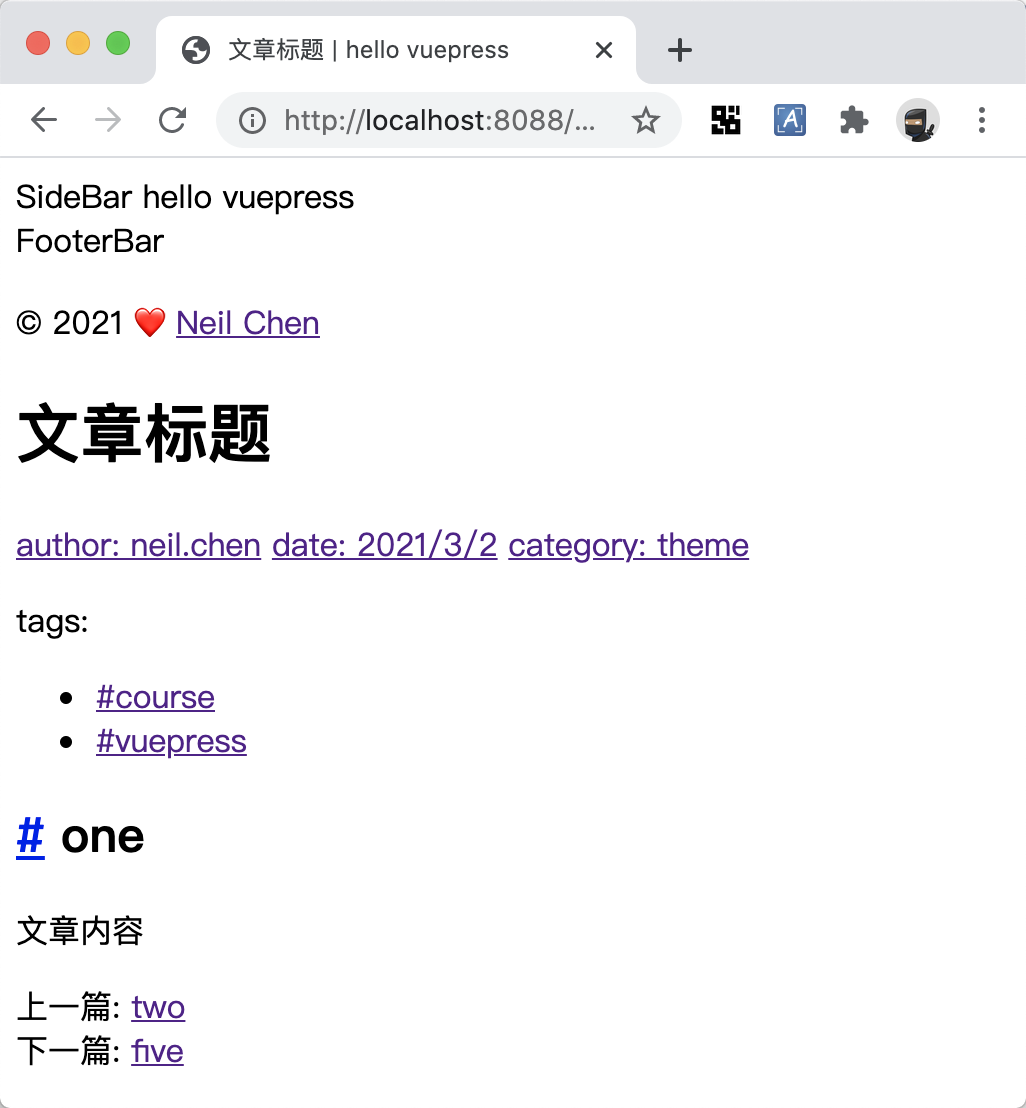 文章标题 | hello vuepress
http://localhost:8088/...
SideBar hello vuepress
FooterBar
© 2021 ❤️ Neil Chen
文章标题
author: neil.chen date: 2021/3/2 category: theme
tags:
• #course
• #vuepress
# one
文章内容
上一篇: two
下一篇: five